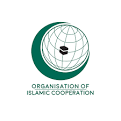 ORGANISATION OF
ISLAMIC COOPERATION